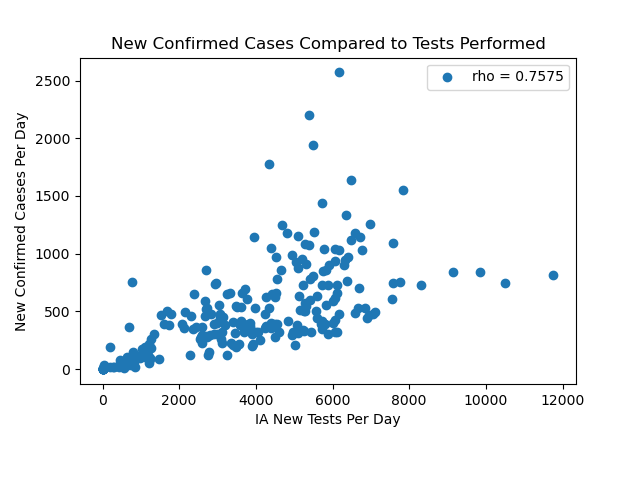 New Confirmed Cases Compared to Tests Performed
rho = 0.7575
New Confirmed Caeses Per Day
2500
2000
1500
1000
500
0
0 2000 4000 6000 8000 10000 12000
IA New Tests Per Day